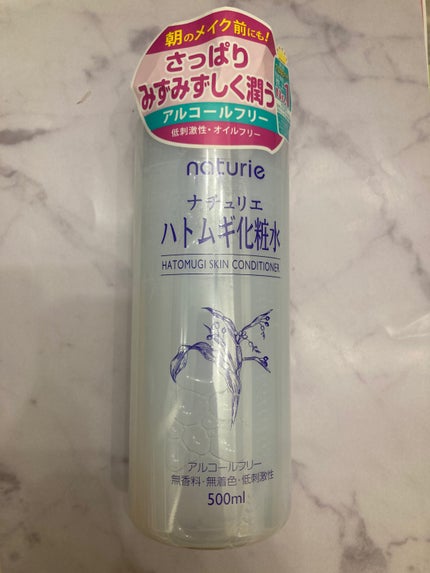 朝のメイク前にも!
さっぱり
みずみずしく潤う
アルコールフリー
低刺激性・オイルフリー
naturie
ナチュリエ
ハトムギ化粧水
HATOMUGI SKIN CONDITIONER
アルコールフリー
無香料・無着色・低刺激性
500ml